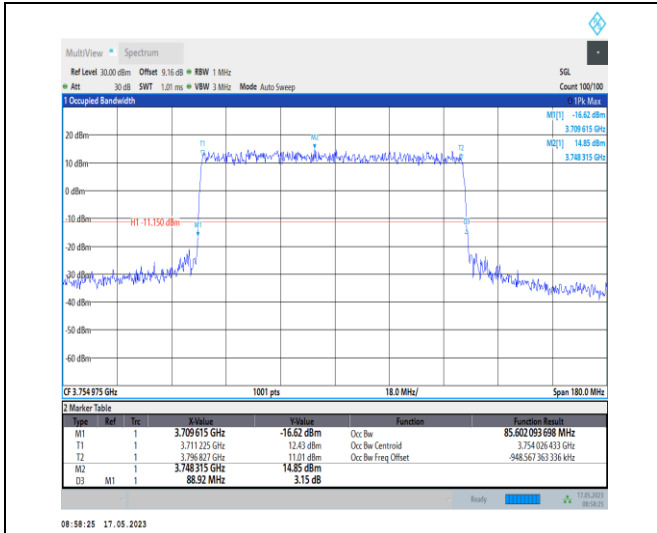 MultiView Spectrum
Ref Level 30.00 dBm Offset 9.16 dB RBW 1 MHz SGL
Att 30 dB SWT 1.01 ms VBW 3 MHz Mode Auto Sweep Count 100/100
1 Occupied Bandwidth 1Pk Max
M1[1] -16.62 dBm
3.709 615 GHz
M2[1] 14.85 dBm
3.748 315 GHz
20 dBm
T1
M2
T2
10 dBm
0 dBm
-10 dBm
H1 -11.150 dBm
M1
D3
-30 dBm
-40 dBm
-50 dBm
-60 dBm
CF 3.754 975 GHz 1001 pts 18.0 MHz/ Span 180.0 MHz
2 Marker Table
Type Ref Trc X-Value Y-Value Function Function Result
M1 1 3.709 615 GHz -16.62 dBm Occ Bw 85.602 093 698 MHz
T1 1 3.711 225 GHz 12.43 dBm Occ Bw Centroid 3.754 026 433 GHz
T2 1 3.796 827 GHz 11.01 dBm Occ Bw Freq Offset -948.567 363 336 kHz
M2 1 3.748 315 GHz 14.85 dBm
D3 M1 1 88.92 MHz 3.15 dB
Ready 17.05.2023
08:58:25
08:58:25 17.05.2023